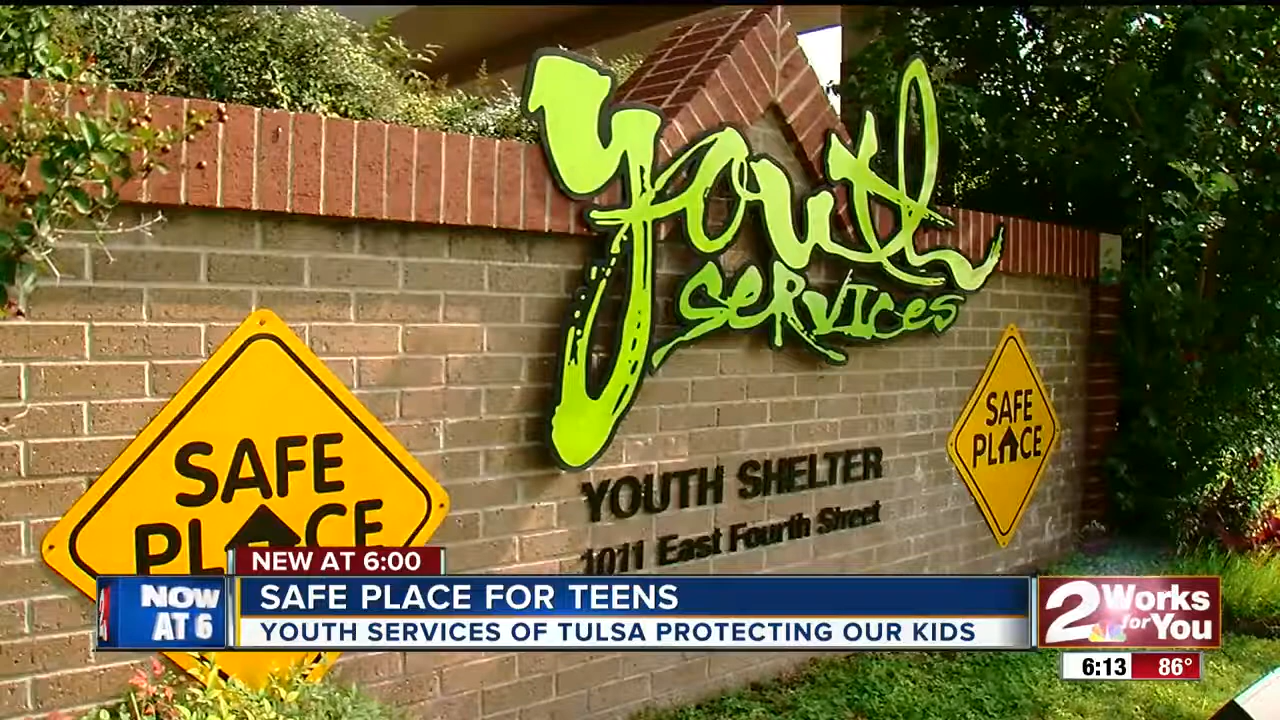 Youth
Services
SAFE
PLACE
SAFE
PLACE
YOUTH SHELTER
1011 East Fourth Street
NEW AT 6:00
NOW
AT 6
SAFE PLACE FOR TEENS
YOUTH SERVICES OF TULSA PROTECTING OUR KIDS
2 Works
for You
6:13 86°